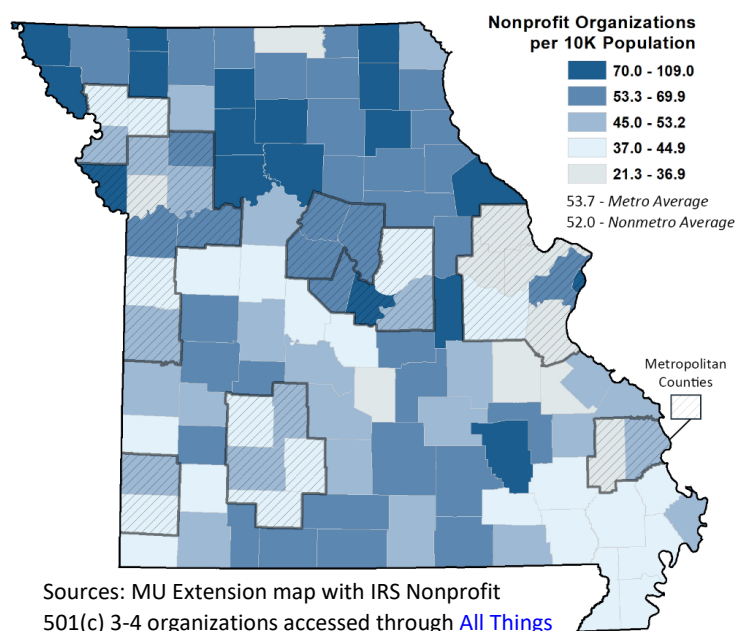 Nonprofit Organizations
per 10K Population
70.0 - 109.0
53.3 - 69.9
45.0 - 53.2
37.0 - 44.9
21.3 - 36.9
53.7 - Metro Average
52.0 - Nonmetro Average
Metropolitan
Counties
Sources: MU Extension map with IRS Nonprofit
501(c) 3-4 organizations accessed through All Things